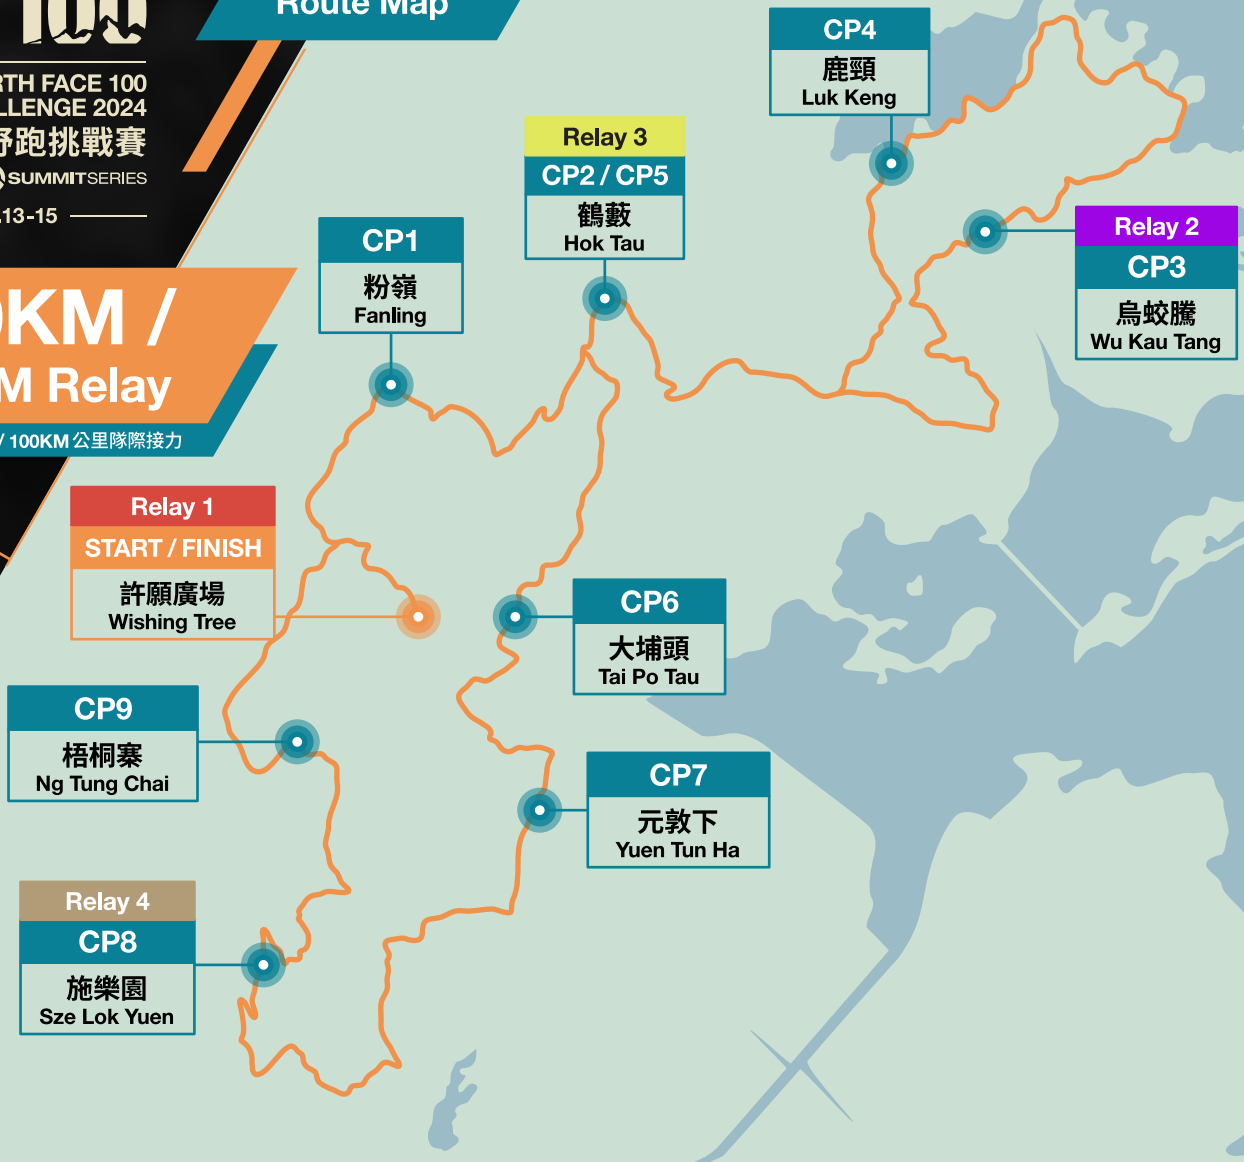 100
Route Map
RTH FACE 100
LLENGE 2024
野跑挑戰賽
SUMMITSERIES
.13-15
0KM /
M Relay
/ 100KM 公里隊際接力
CP4
鹿頸
Luk Keng
Relay 3
CP2 / CP5
鶴藪
Hok Tau
CP1
粉嶺
Fanling
Relay 2
CP3
烏蛟騰
Wu Kau Tang
Relay 1
START / FINISH
許願廣場
Wishing Tree
CP6
大埔頭
Tai Po Tau
CP9
梧桐寨
Ng Tung Chai
CP7
元敦下
Yuen Tun Ha
Relay 4
CP8
施樂園
Sze Lok Yuen